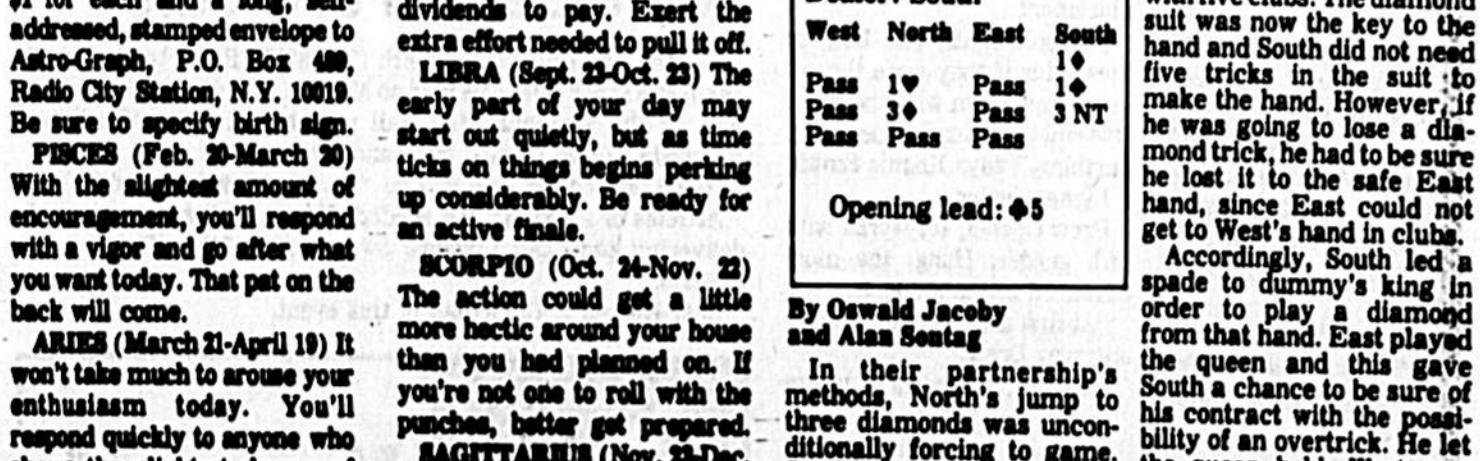 $1 for each and a long, self-
addressed, stamped envelope to
Astro-Graph, P.O. Box 489,
Radio City Station, N.Y. 10019.
Be sure to specify birth sign.
PISCES (Feb. 20-March 20)
With the slightest amount of
encouragement, you'll respond
with a vigor and go after what
you want today. That pat on the
back will come.
ARIES (March 21-April 19) It
won't take much to arouse your
enthusiasm today. You'll
respond quickly to anyone who
dividends to pay. Exert the
extra effort needed to pull it off.
LIBRA (Sept. 23-Oct. 23) The
early part of your day may
start out quietly, but as time
ticks on things begins perking
up considerably. Be ready for
an active finale.
SCORPIO (Oct. 24-Nov. 22)
The action could get a little
more hectic around your house
than you had planned on. If
you're not one to roll with the
punches, better get prepared.
SAGITTARIUS (Nov. 23-Dec.
West North East South
1♦
Pass 1♥ Pass 1♠
Pass 3♦ Pass 3 NT
Pass Pass Pass
Opening lead: ♣5
By Oswald Jacoby
and Alan Sontag
In their partnership's
methods, North's jump to
three diamonds was uncon-
ditionally forcing to game.
with five clubs. The diamond
suit was now the key to the
hand and South did not need
five tricks in the suit to
make the hand. However, if
he was going to lose a dia-
mond trick, he had to be sure
he lost it to the safe East
hand, since East could not
get to West's hand in clubs.
Accordingly, South led a
spade to dummy's king in
order to play a diamond
from that hand. East played
the queen and this gave
South a chance to be sure of
his contract with the possi-
bility of an overtrick. He let